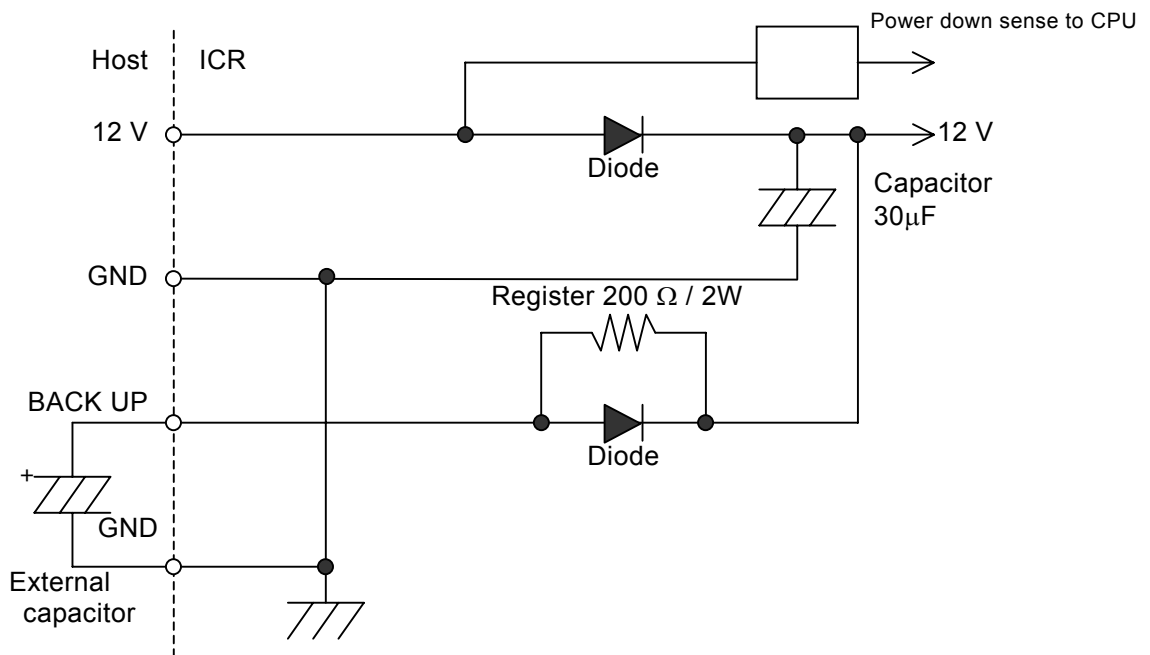 Power down sense to CPU
Host
ICR
12 V
12 V
Diode
Capacitor
30μF
GND
Register 200 Ω / 2W
BACK UP
Diode
+
GND
External
capacitor